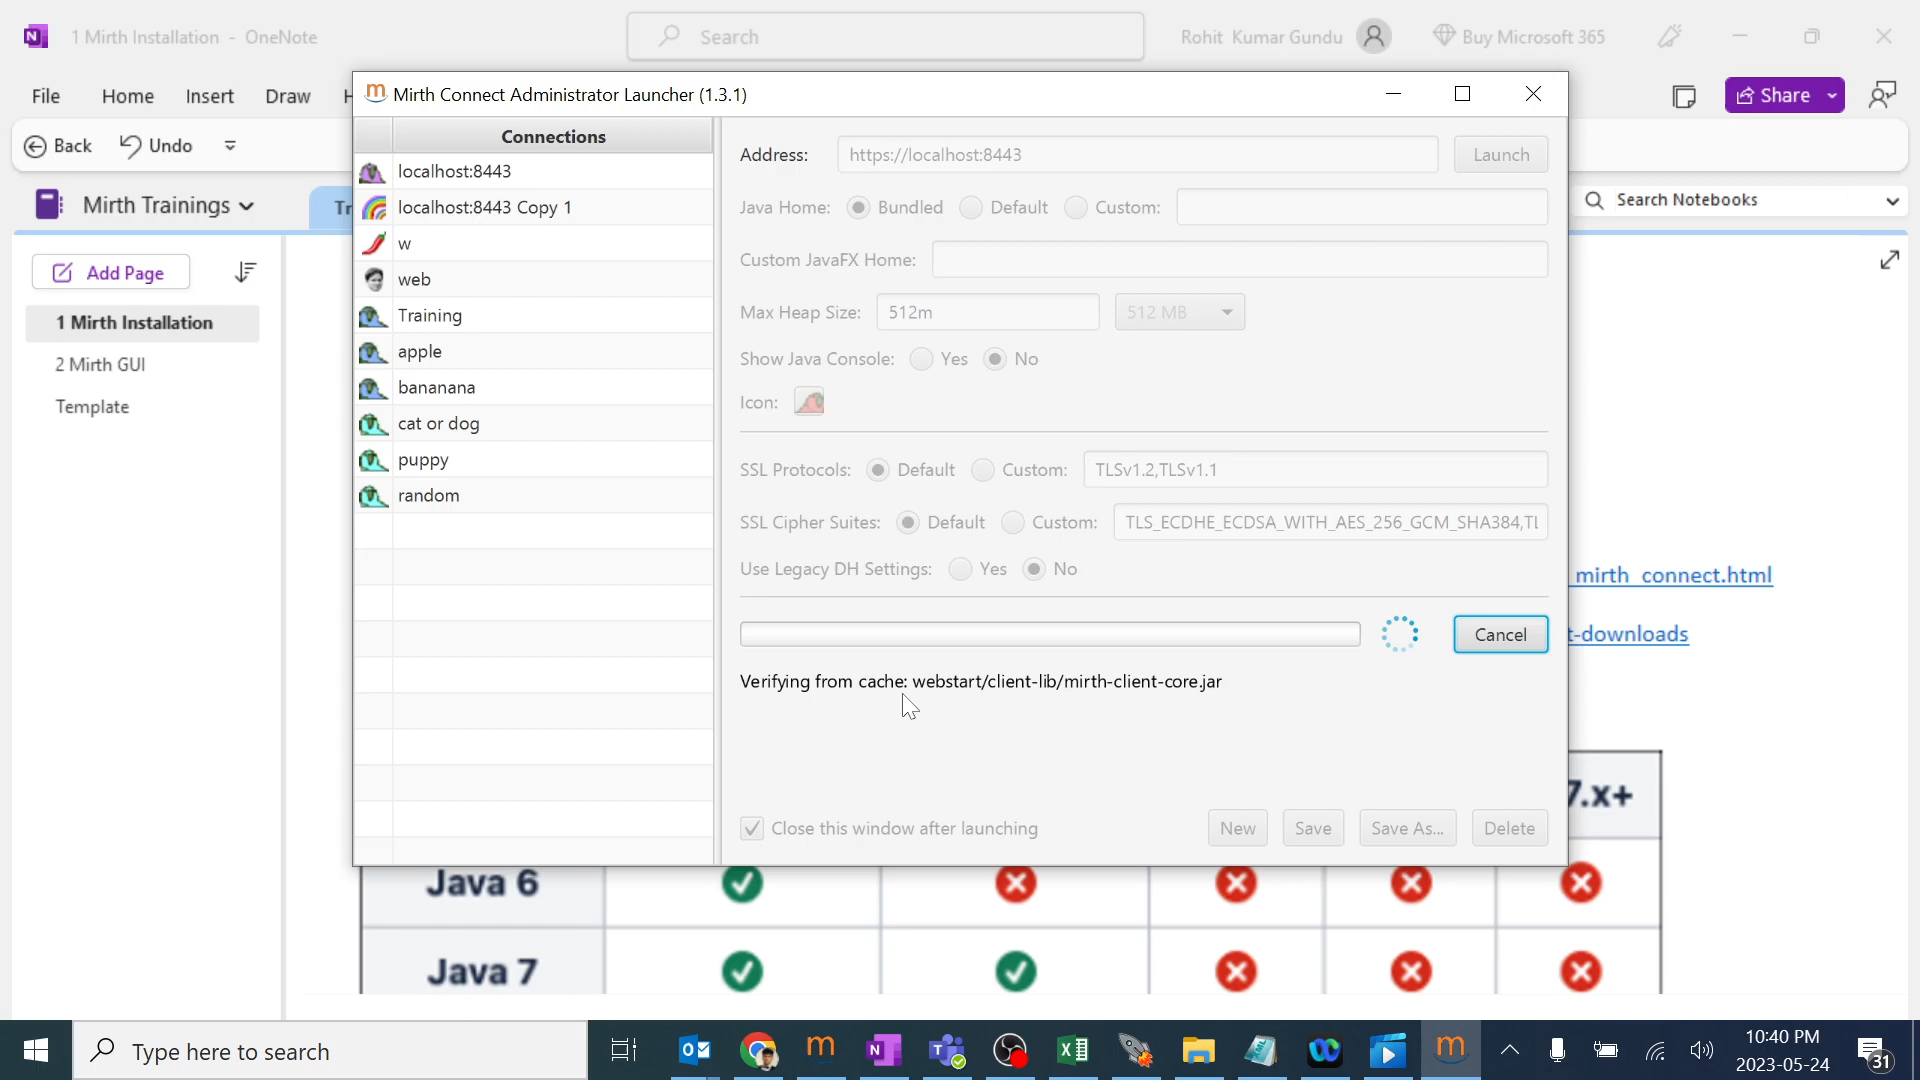 1 Mirth Installation - OneNote
Search
Rohit Kumar Gundu
Buy Microsoft 365
File
Home
Insert
Draw
H
Share
Back
Undo
Mirth Trainings
Tr
Search Notebooks
Add Page
1 Mirth Installation
2 Mirth GUI
Template
Mirth Connect Administrator Launcher (1.3.1)
Connections
localhost:8443
localhost:8443 Copy 1
w
web
Training
apple
bananana
cat or dog
puppy
random
Address: https://localhost:8443 Launch
Java Home: Bundled Default Custom:
Custom JavaFX Home:
Max Heap Size: 512m 512 MB
Show Java Console: Yes No
Icon:
SSL Protocols: Default Custom: TLSv1.2,TLSv1.1
SSL Cipher Suites: Default Custom: TLS_ECDHE_ECDSA_WITH_AES_256_GCM_SHA384,TL
Use Legacy DH Settings: Yes No
Cancel
Verifying from cache: webstart/client-lib/mirth-client-core.jar
Close this window after launching New Save Save As... Delete
mirth_connect.html
t-downloads
7.x+
Java 6
Java 7
Type here to search
10:40 PM
2023-05-24
31